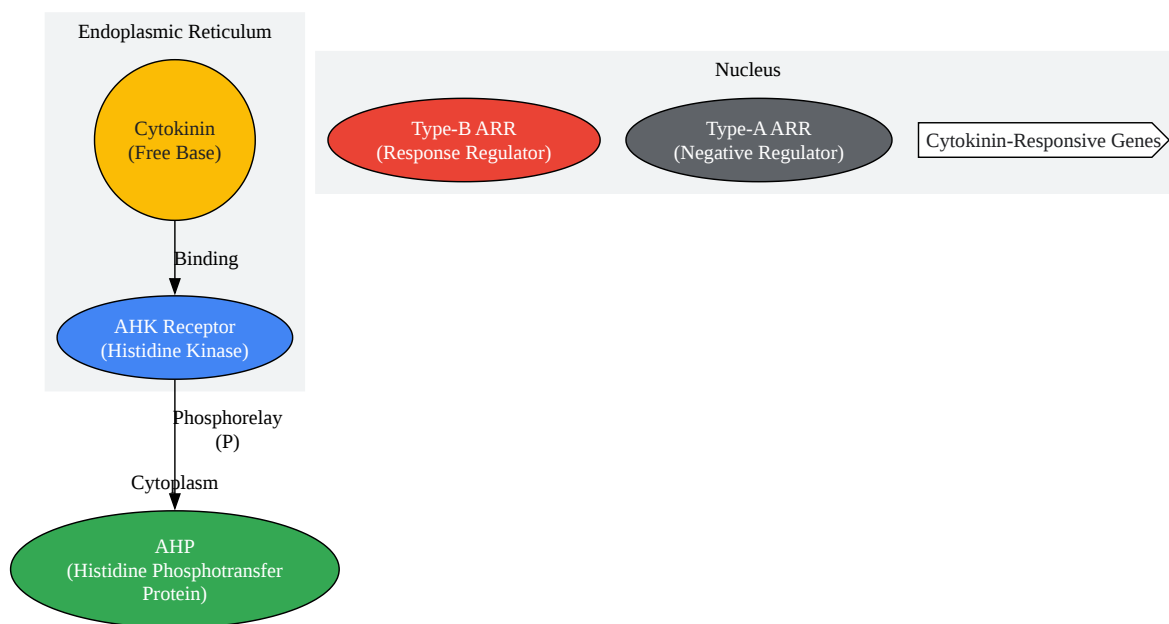 Endoplasmic Reticulum
Cytokinin
(Free Base)
Binding
AHK Receptor
(Histidine Kinase)
Phosphorelay
(P)
Cytoplasm
AHP
(Histidine Phosphotransfer
Protein)
Nucleus
Type-B ARR
(Response Regulator)
Type-A ARR
(Negative Regulator)
Cytokinin-Responsive Genes